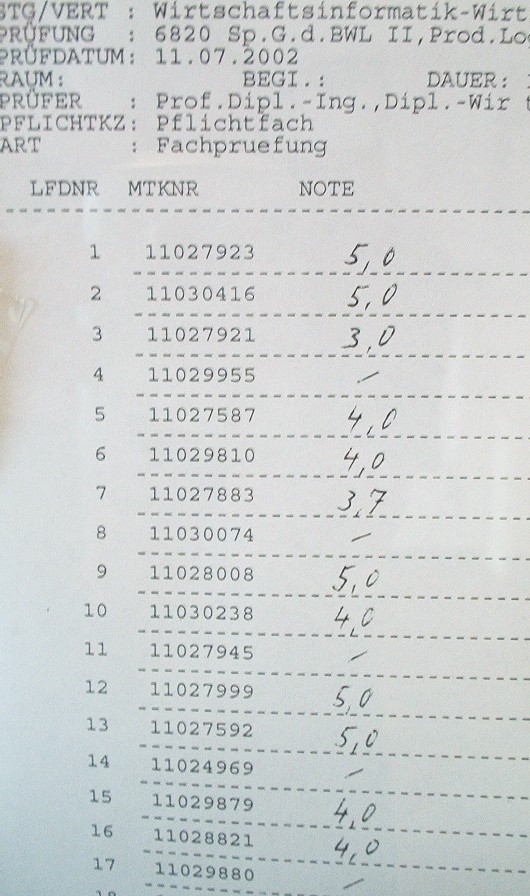 STG/VERT : Wirtschaftsinformatik-Wirt
PRÜFUNG : 6820 Sp.G.d.BWL II,Prod.Lo
PRÜFDATUM: 11.07.2002
RAUM: BEGI.: DAUER:
PRÜFER : Prof.Dipl.-Ing.,Dipl.-Wir
PFLICHTKZ: Pflichtfach
ART : Fachpruefung
LFDNR MTKNR NOTE
1 11027923 5,0
2 11030416 5,0
3 11027921 3,0
4 11029955 –
5 11027587 4,0
6 11029810 4,0
7 11027883 3,7
8 11030074 –
9 11028008 5,0
10 11030238 4,0
11 11027945 –
12 11027999 5,0
13 11027592 5,0
14 11024969 –
15 11029879 4,0
16 11028821 4,0
17 11029880 –